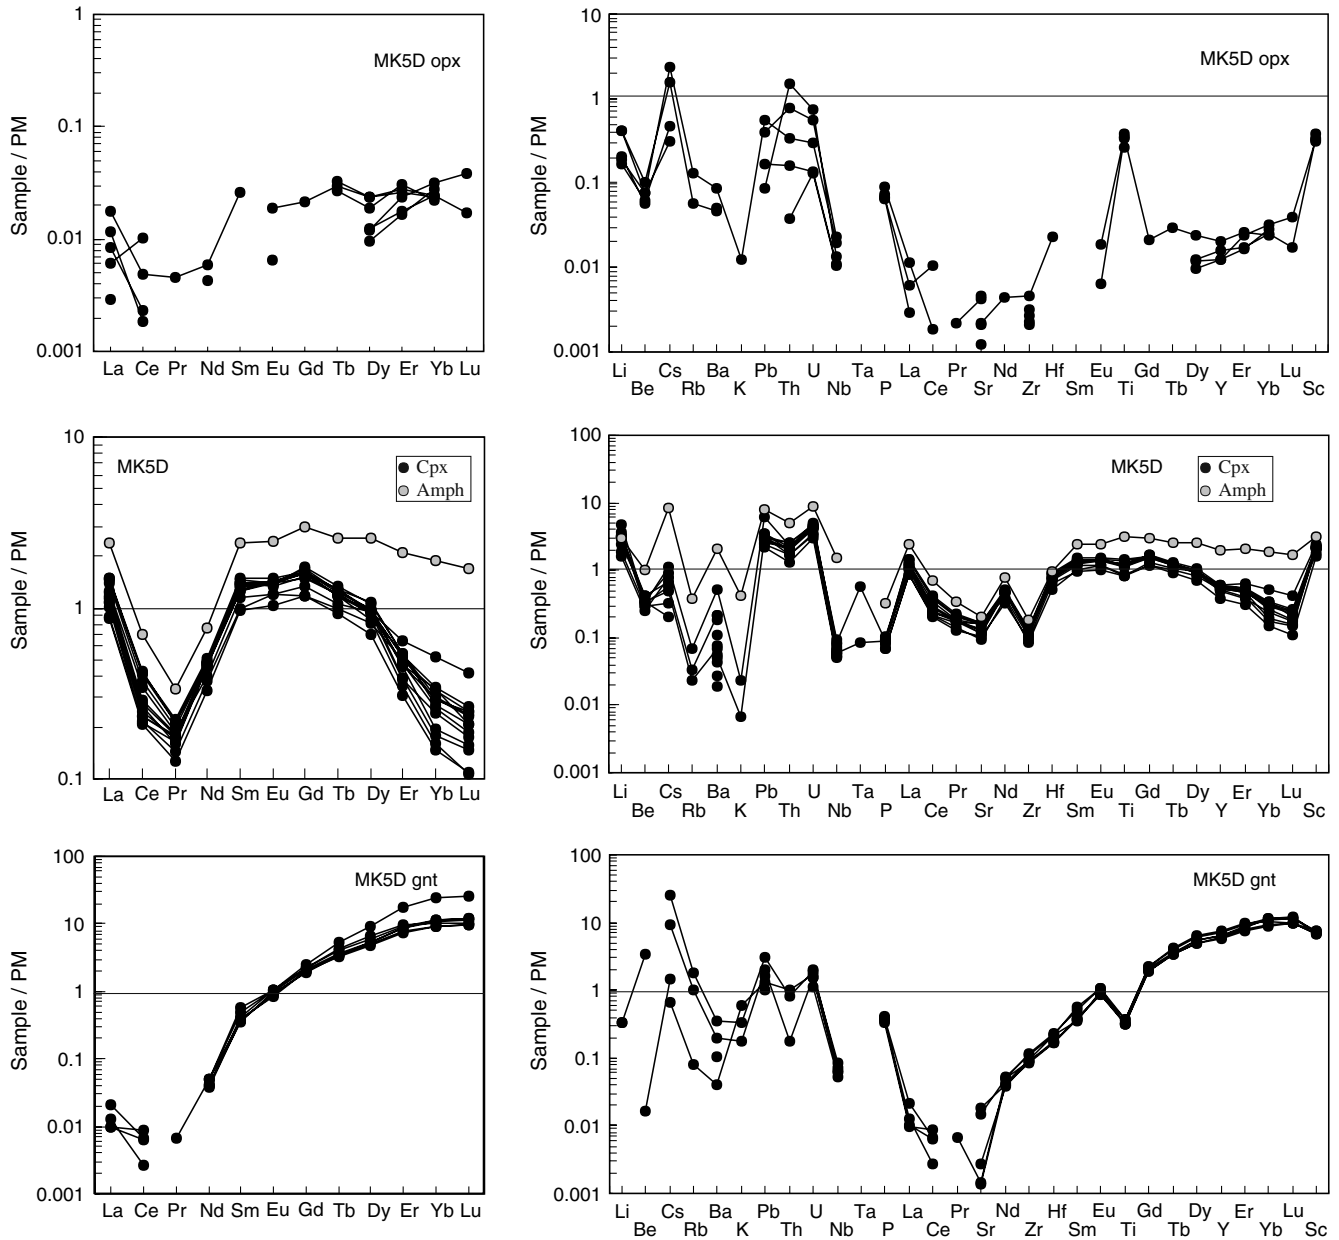 1
0.1
0.01
0.001
Sample / PM
MK5D opx
La Ce Pr Nd Sm Eu Gd Tb Dy Er Yb Lu
10
1
0.1
0.01
0.001
Sample / PM
MK5D opx
Li Cs Ba Pb U Ta La Pr Nd Hf Eu Gd Dy Er Lu
Be Rb K Th Nb P Ce Sr Zr Sm Ti Tb Y Yb Sc
10
1
0.1
Sample / PM
MK5D
Cpx
Amph
La Ce Pr Nd Sm Eu Gd Tb Dy Er Yb Lu
100
10
1
0.1
0.01
0.001
Sample / PM
MK5D
Cpx
Amph
Li Cs Ba Pb U Ta La Pr Nd Hf Eu Gd Dy Er Lu
Be Rb K Th Nb P Ce Sr Zr Sm Ti Tb Y Yb Sc
100
10
1
0.1
0.01
0.001
Sample / PM
MK5D gnt
La Ce Pr Nd Sm Eu Gd Tb Dy Er Yb Lu
100
10
1
0.1
0.01
0.001
Sample / PM
MK5D gnt
Li Cs Ba Pb U Ta La Pr Nd Hf Eu Gd Dy Er Lu
Be Rb K Th Nb P Ce Sr Zr Sm Ti Tb Y Yb Sc